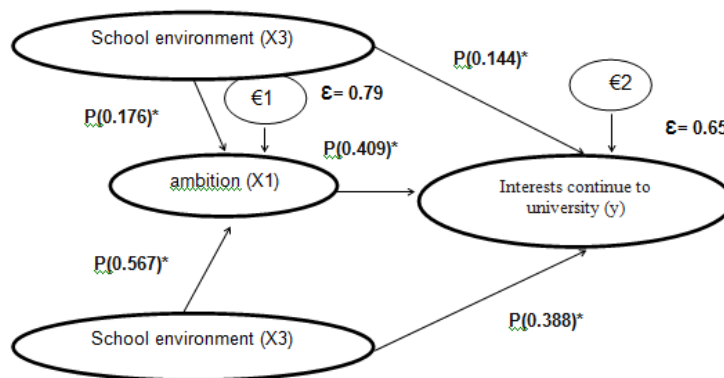 School environment (X3)
P(0.144)*
€1
Ɛ= 0.79
€2
P(0.176)*
Ɛ= 0.65
P(0.409)*
ambition (X1)
Interests continue to
university (y)
P(0.567)*
P(0.388)*
School environment (X3)